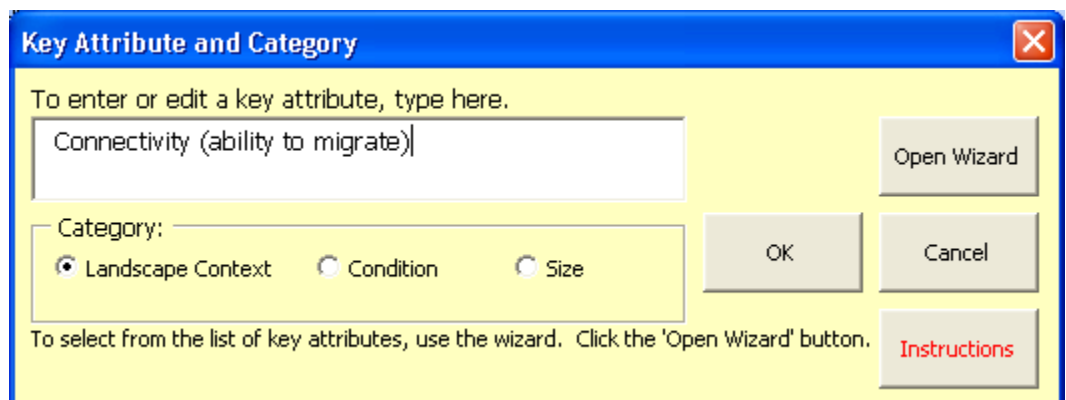 Key Attribute and Category
To enter or edit a key attribute, type here.
Connectivity (ability to migrate)
Open Wizard
Category:
Landscape Context Condition Size
OK
Cancel
To select from the list of key attributes, use the wizard. Click the 'Open Wizard' button.
Instructions